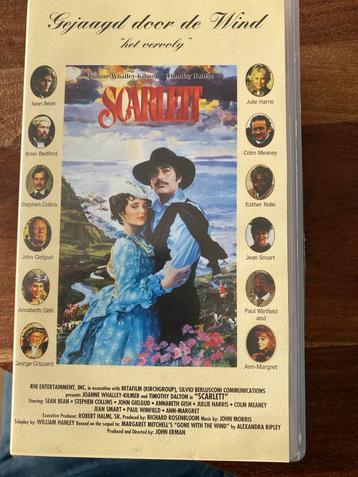 Gejaagd door de Wind
"het vervolg"
Joanne Whalley-Kilmer Timothy Dalton
SCARLETT
Sean Bean
Brian Bedford
Stephen Collins
John Gielgud
Annabeth Gish
George Grizzard
Julie Harris
Colm Meaney
Esther Rolle
Jean Smart
Paul Winfield
and
Ann-Margret
RHI ENTERTAINMENT, INC. in accordation with BETAFILM (KIRCHGROUP), SILVIO BERLUSCONI COMMUNICATIONS
presents JOANNE WHALLEY-KILMER and TIMOTHY DALTON in "SCARLETT"
Starring: SEAN BEAN • STEPHEN COLLINS • JOHN GIELGUD • ANNABETH GISH • JULLIE HARRIS • COLM MEANEY
JEAN SMART • PAUL WINFIELD • ANN-MARGRET
Executive Producer: ROBERT HALMI, SR. Produced by: RICHARD ROSENBLOOM Music by: JOHN MORRIS
Teleplay by: WILLIAM HANLEY Beased on the sequel to: MARGARET MITCHELL'S "GONE WITH THE WIND" by ALEXANDRA RIPLEY
Produced and Directed by: JOHN ERMAN